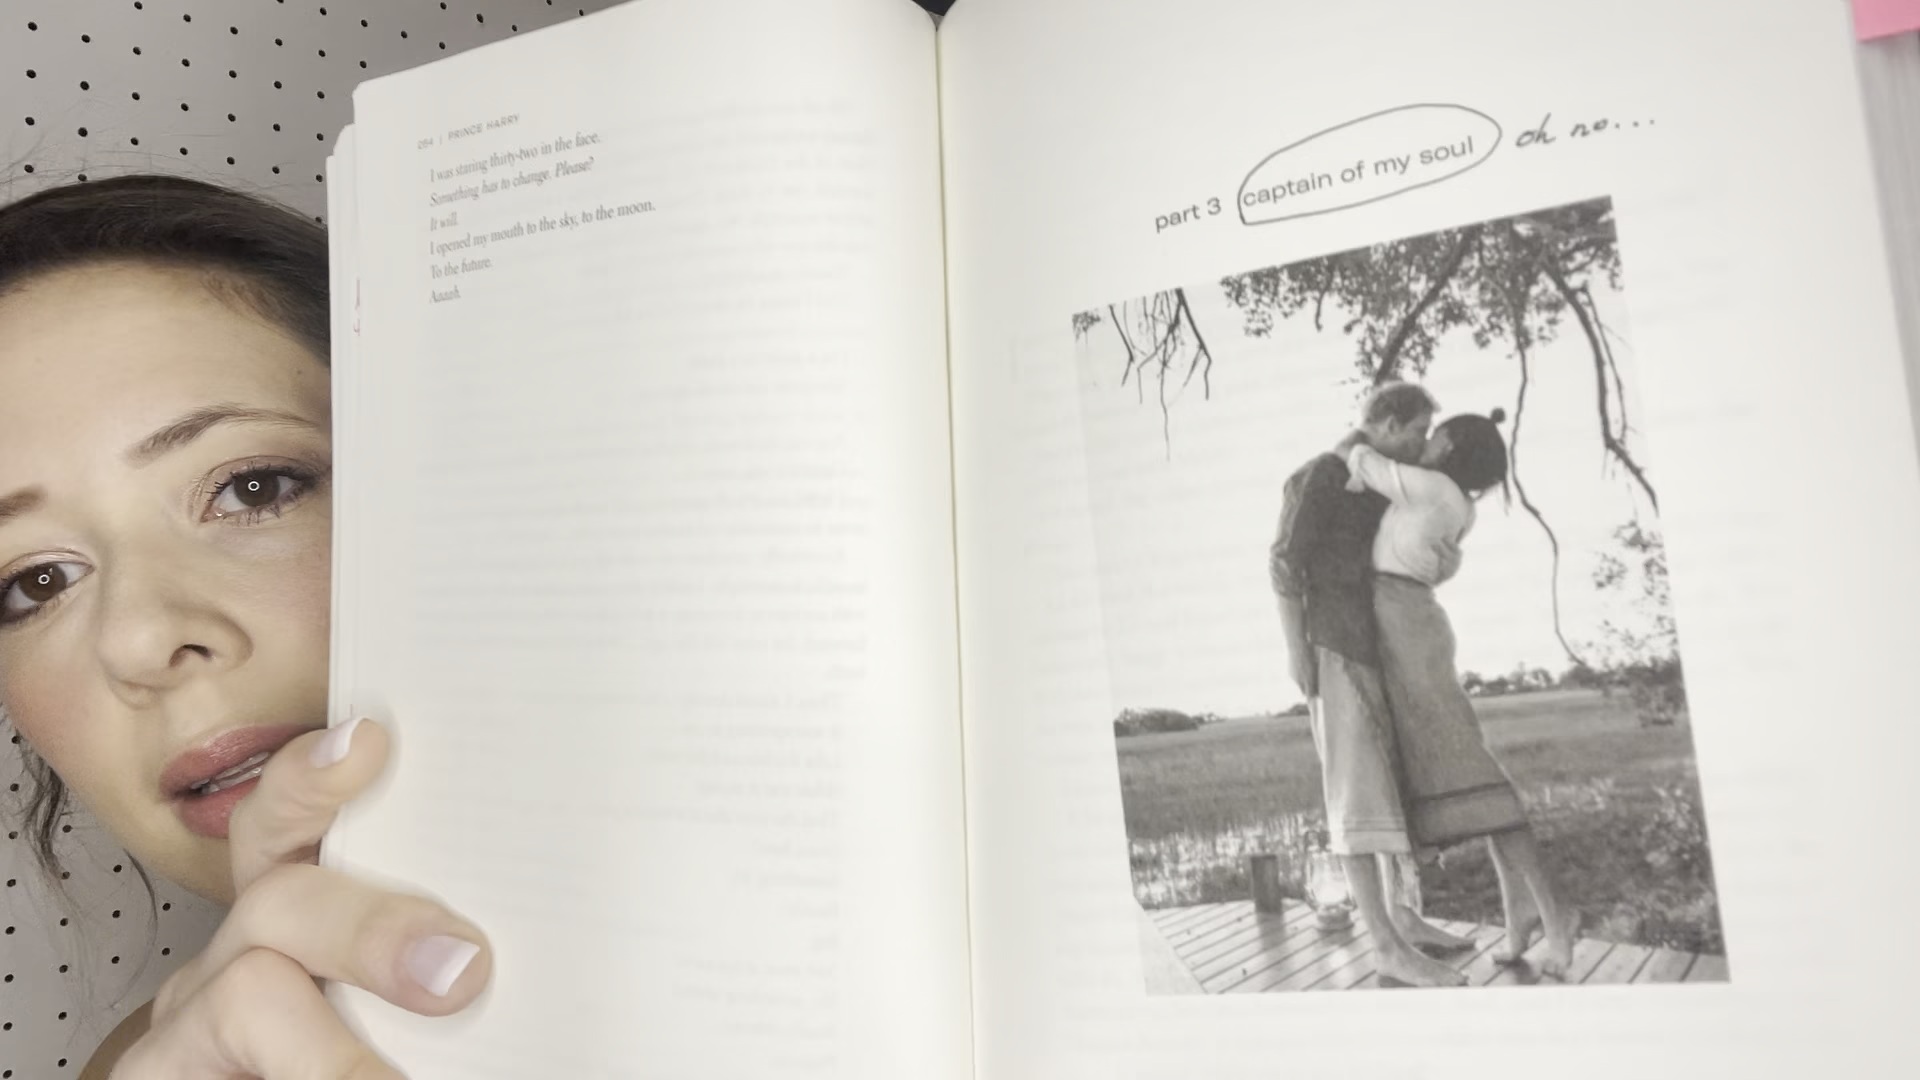 264 | PRINCE HARRY
I was staring thirty-two in the face.
Something has to change. Please?
It will.
I opened my mouth to the sky, to the moon.
To the future.
Aaaah.
part 3 captain of my soul oh no...